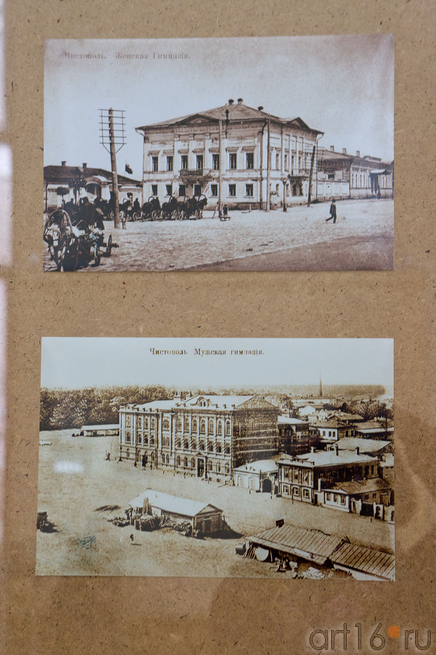 Чистополь. Женская Гимназія.
Чистополь Мужская гимназія.
art16.ru